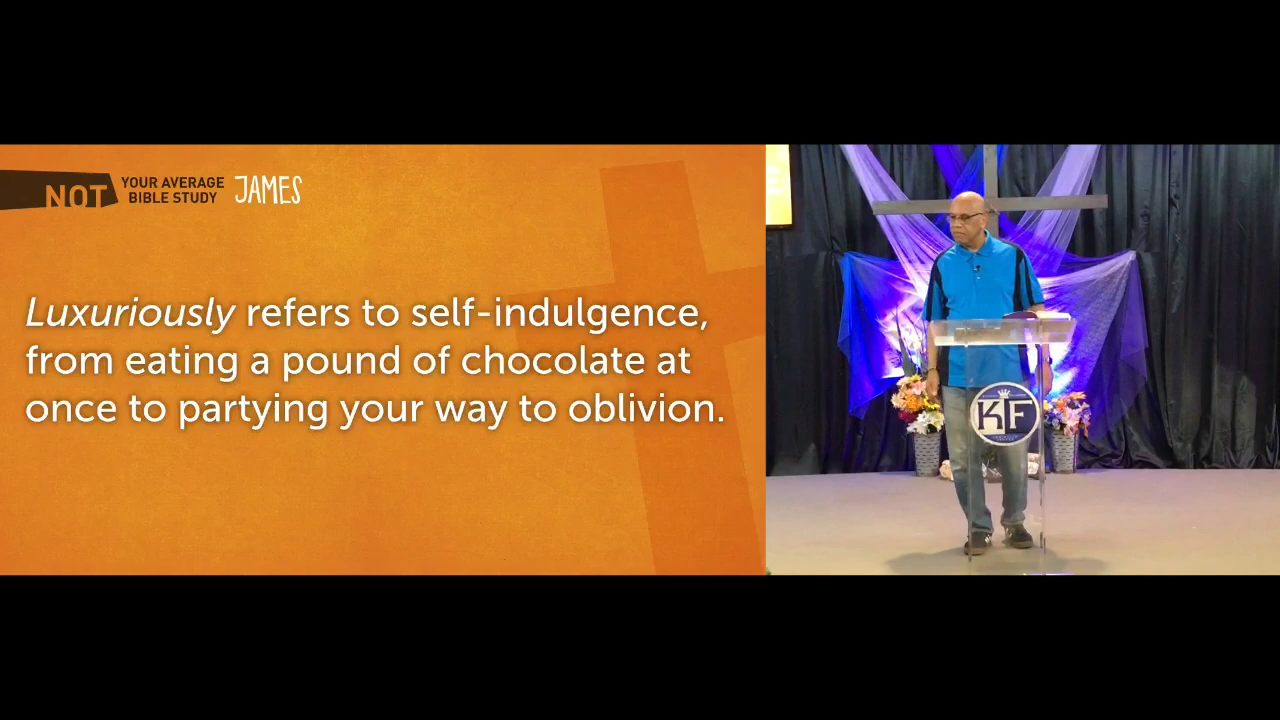 NOT YOUR AVERAGE
BIBLE STUDY JAMES
Luxuriously refers to self-indulgence,
from eating a pound of chocolate at
once to partying your way to oblivion.
KTF